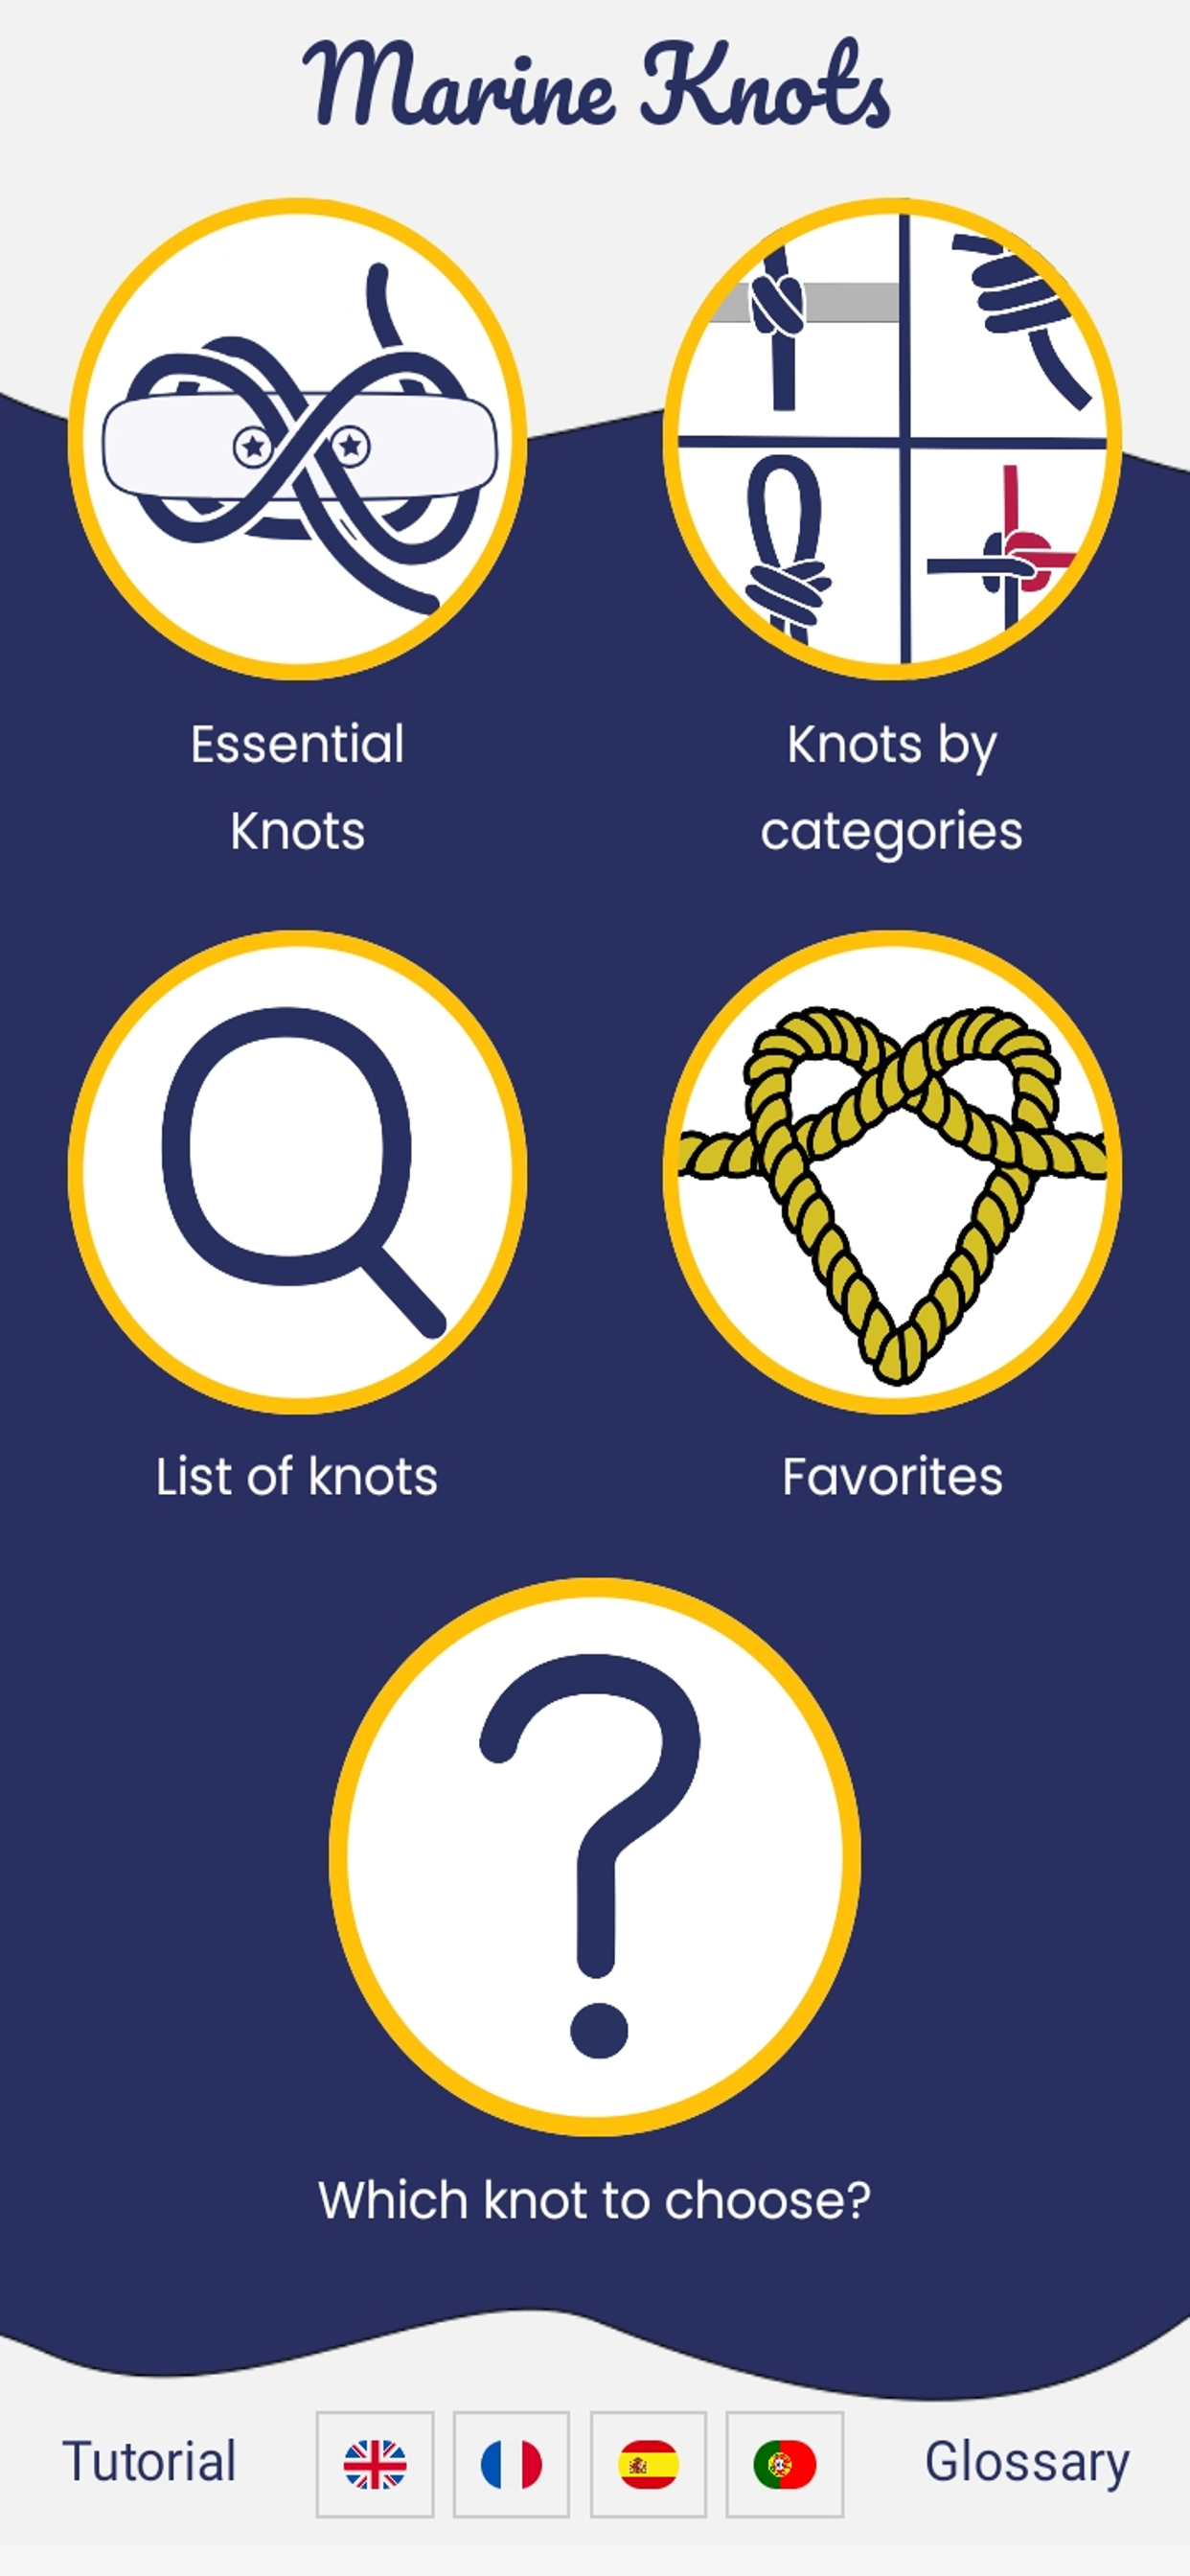 Marine Knots
Essential
Knots
Knots by
categories
List of knots
Favorites
Which knot to choose?
Tutorial
Glossary